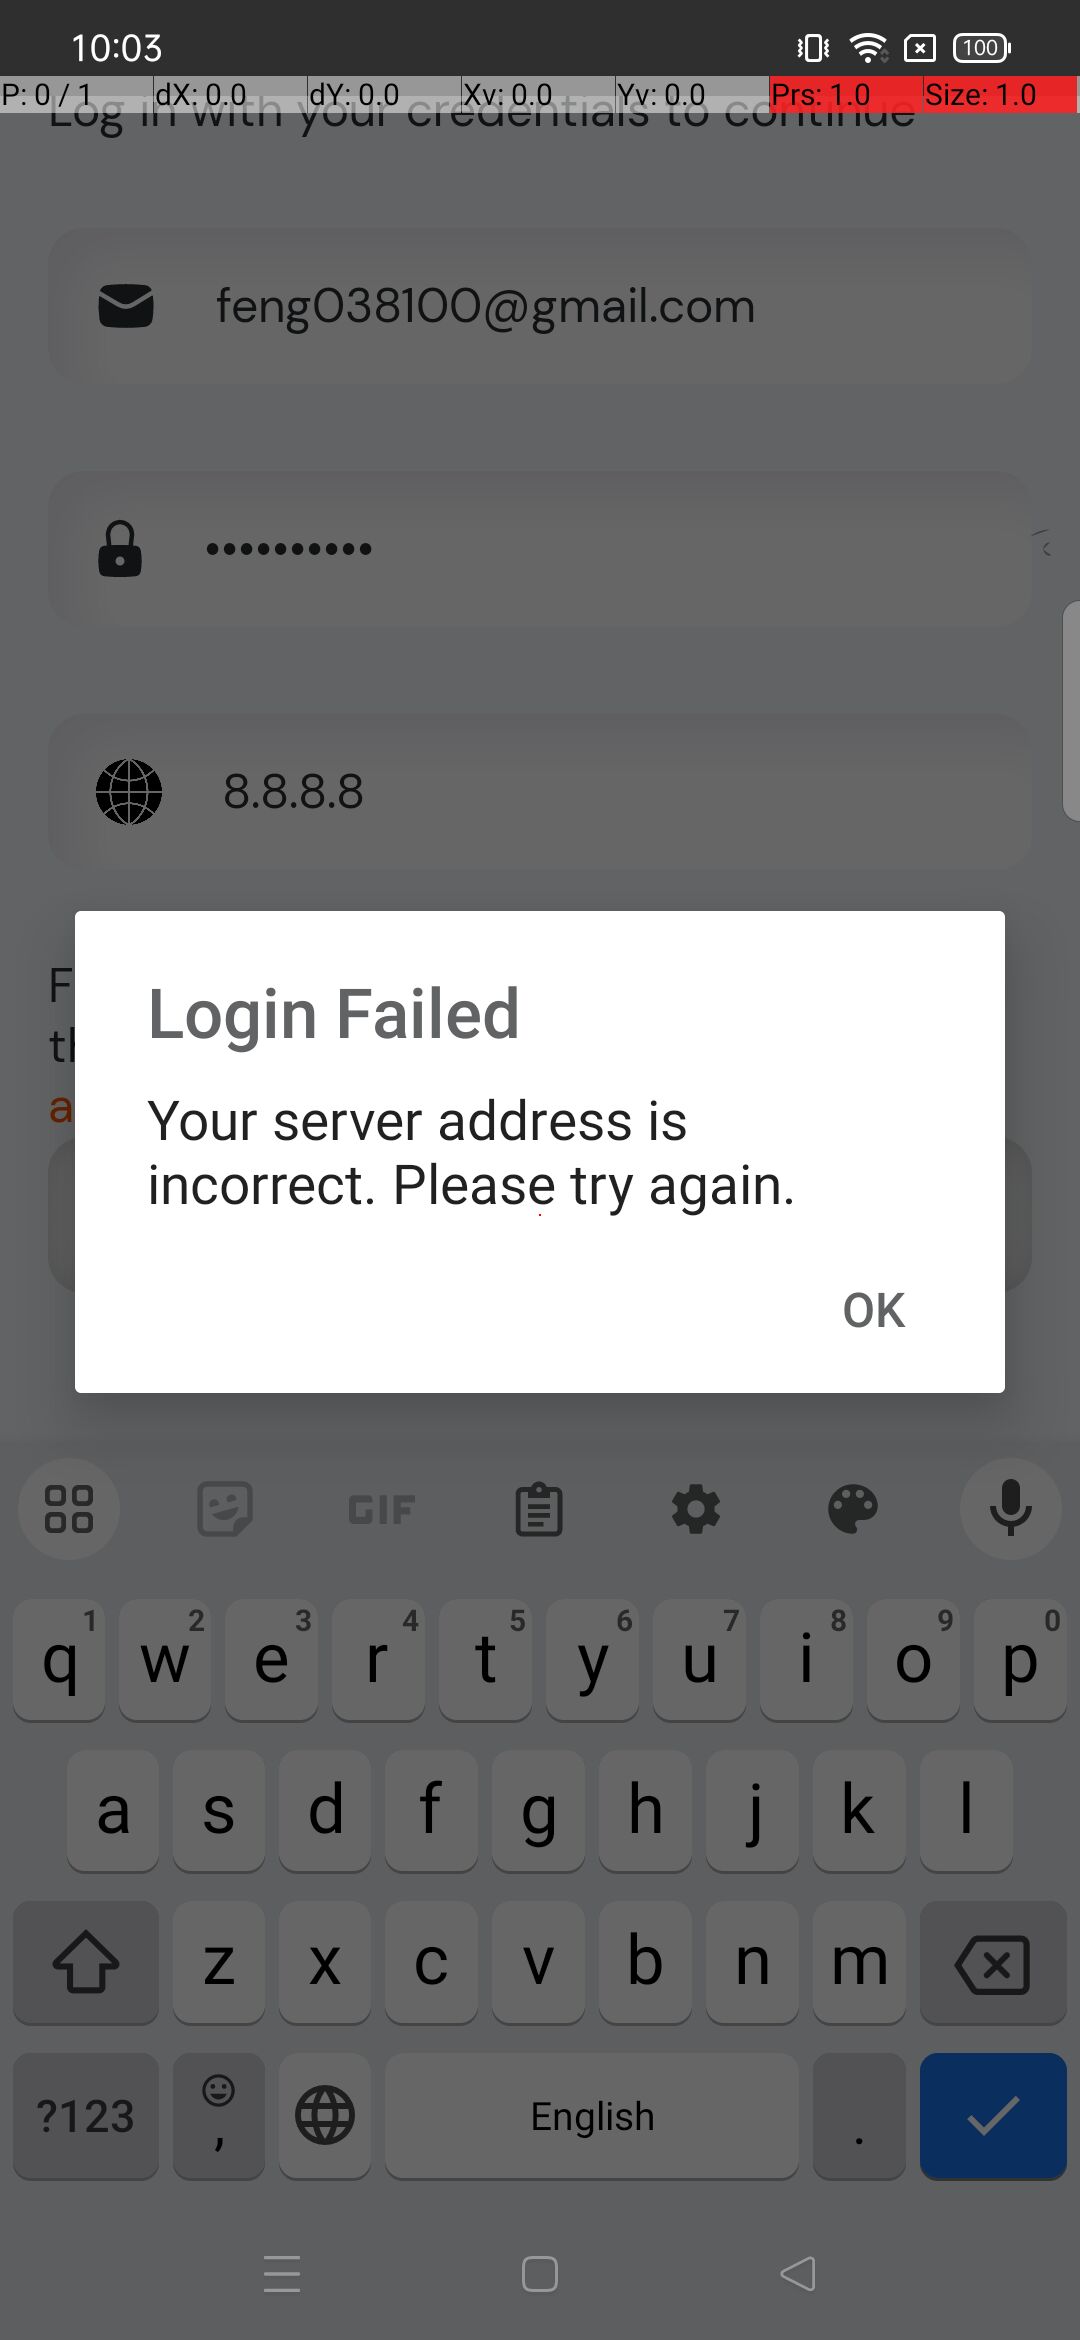 10:03
100
P: 0 / 1 dX: 0.0 dY: 0.0 Xv: 0.0 Yv: 0.0 Prs: 1.0 Size: 1.0
Log in with your credentials to continue
feng038100@gmail.com
••••••••••
8.8.8.8
F
th
a
Login Failed
Your server address is
incorrect. Please try again.
OK
GIF
1 2 3 4 5 6 7 8 9 0
q w e r t y u i o p
a s d f g h j k l
z x c v b n m
?123 , English .